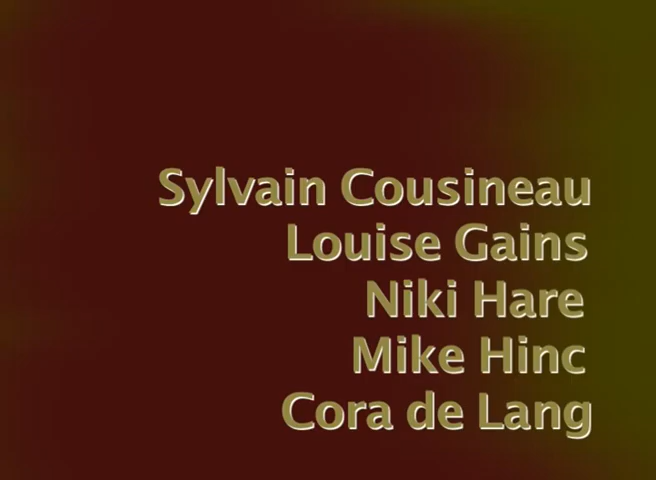 Sylvain Cousineau
Louise Gains
Niki Hare
Mike Hinc
Cora de Lang